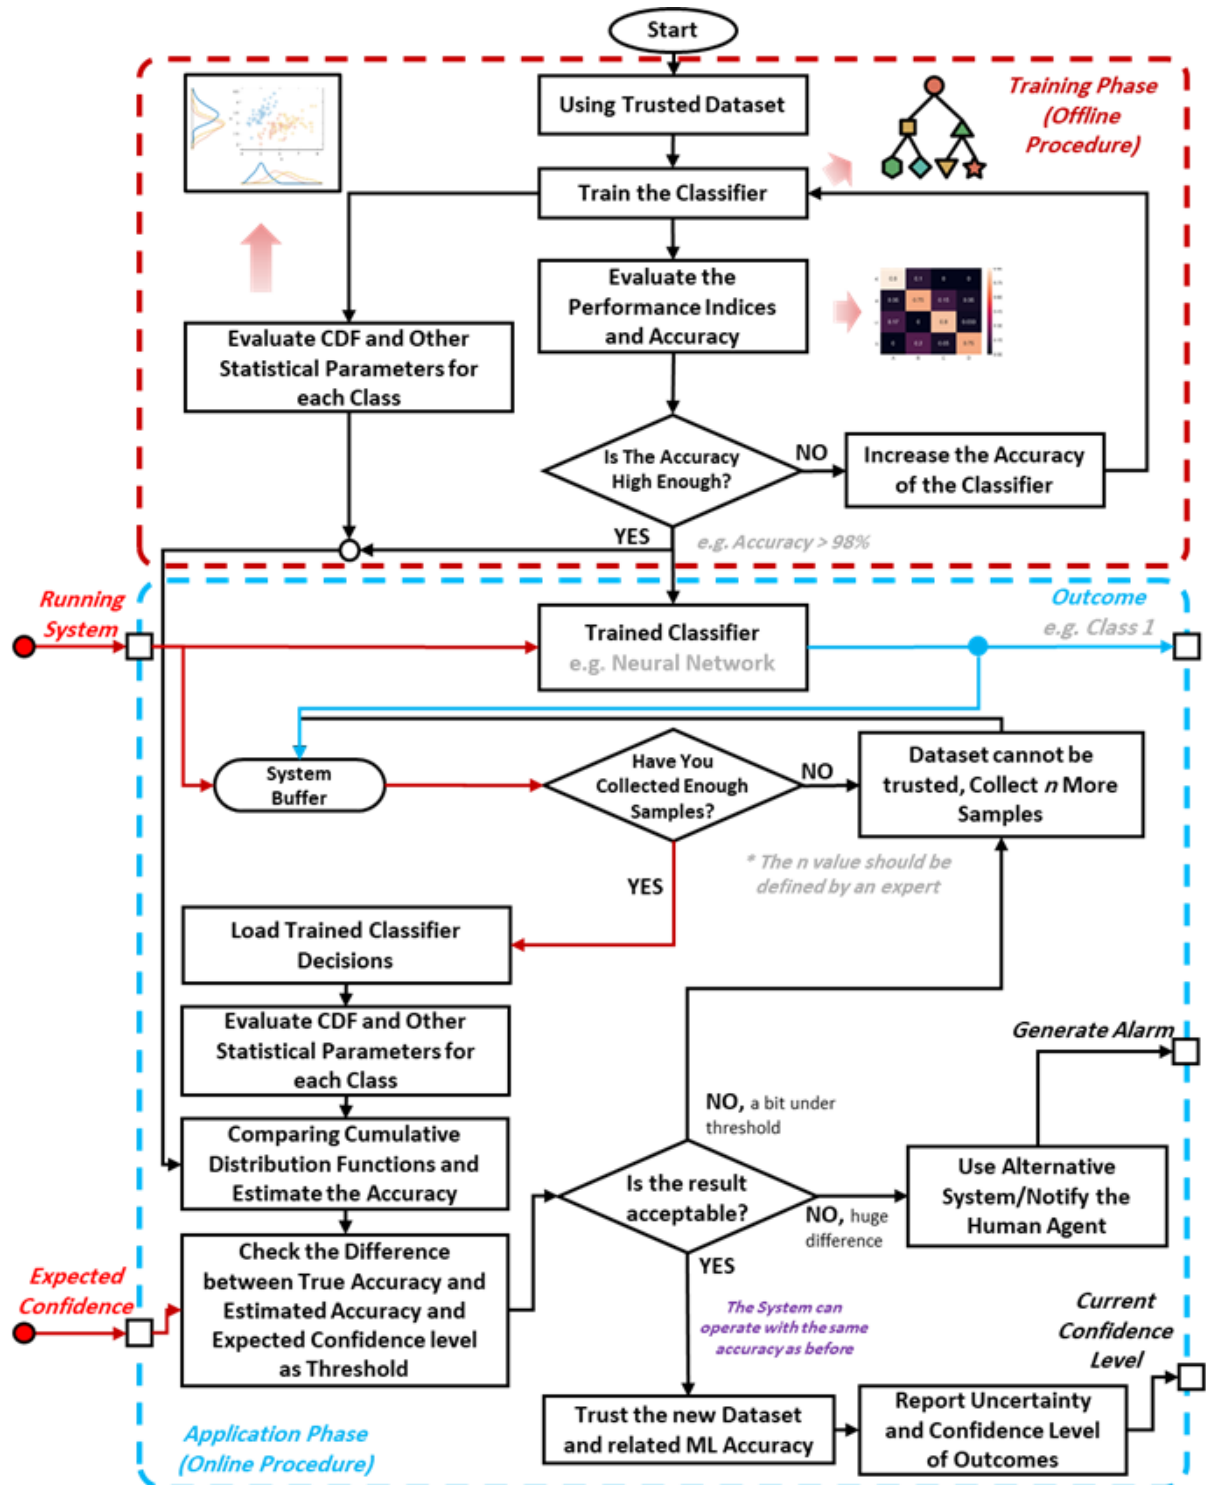 Start
Training Phase
(Offline
Procedure)
Using Trusted Dataset
Train the Classifier
Evaluate the
Performance Indices
and Accuracy
Evaluate CDF and Other
Statistical Parameters for
each Class
Is The Accuracy
High Enough?
NO
Increase the Accuracy
of the Classifier
YES
e.g. Accuracy > 98%
Running
System
Outcome
e.g. Class 1
Trained Classifier
e.g. Neural Network
System
Buffer
Have You
Collected Enough
Samples?
NO
Dataset cannot be
trusted, Collect n More
Samples
YES
* The n value should be
defined by an expert
Load Trained Classifier
Decisions
Evaluate CDF and Other
Statistical Parameters for
each Class
Generate Alarm
NO, a bit under
threshold
Comparing Cumulative
Distribution Functions and
Estimate the Accuracy
Is the result
acceptable?
NO, huge
difference
Use Alternative
System/Notify the
Human Agent
YES
Expected
Confidence
Check the Difference
between True Accuracy and
Estimated Accuracy and
Expected Confidence level
as Threshold
The System can
operate with the same
accuracy as before
Current
Confidence
Level
Trust the new Dataset
and related ML Accuracy
Report Uncertainty
and Confidence Level
of Outcomes
Application Phase
(Online Procedure)